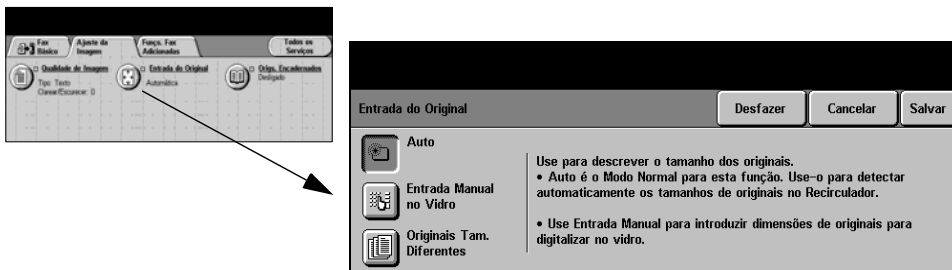 Fax
Básico
Ajuste da
Imagem
Funçs. Fax
Adicionadas
Todos os
Serviços
Qualidade de Imagem
Tipo: Texto
Clarear/Escurecer: 0
Entrada do Original
Automática
Origs. Encadernados
Desligado
Entrada do Original
Desfazer
Cancelar
Salvar
Auto
Entrada Manual
no Vidro
Originais Tam.
Diferentes
Use para descrever o tamanho dos originais.
• Auto é o Modo Normal para esta função. Use-o para detectar
automaticamente os tamanhos de originais no Recirculador.
• Use Entrada Manual para introduzir dimensões de originais para
digitalizar no vidro.